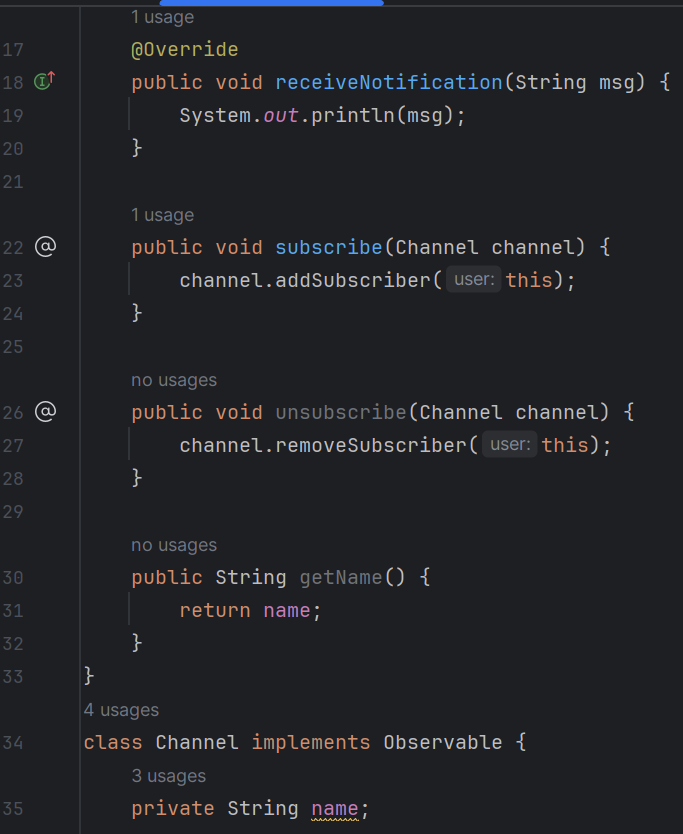 1 usage
17 @Override
18 public void receiveNotification(String msg) {
19 System.out.println(msg);
20 }
21
1 usage
22 @ public void subscribe(Channel channel) {
23 channel.addSubscriber( user: this);
24 }
25
no usages
26 @ public void unsubscribe(Channel channel) {
27 channel.removeSubscriber( user: this);
28 }
29
no usages
30 public String getName() {
31 return name;
32 }
33 }
4 usages
34 class Channel implements Observable {
3 usages
35 private String name;